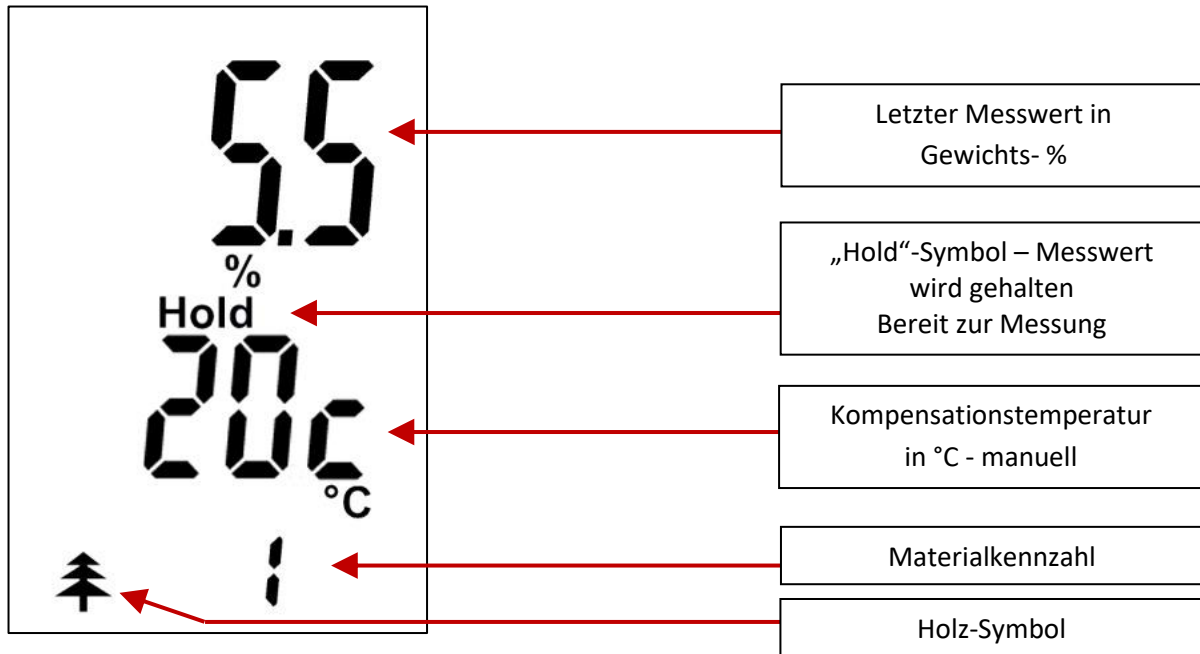 5.5
%
Hold
20c
°C
1
Letzter Messwert in
Gewichts- %
„Hold“-Symbol – Messwert
wird gehalten
Bereit zur Messung
Kompensationstemperatur
in °C - manuell
Materialkennzahl
Holz-Symbol